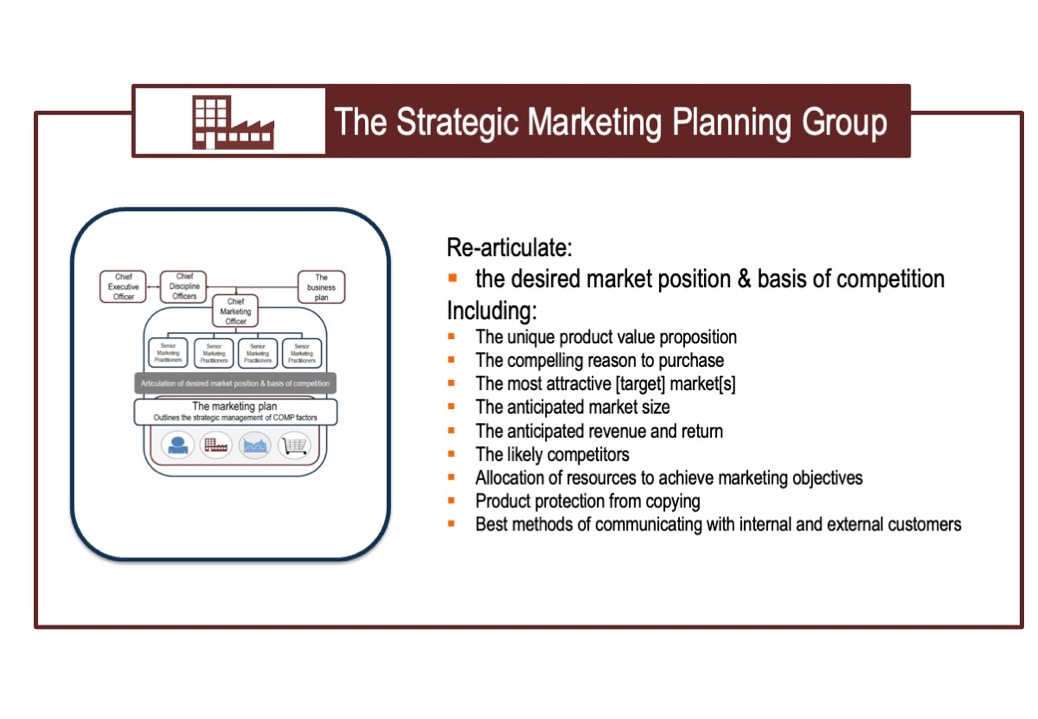 The Strategic Marketing Planning Group
Chief
Executive
Officer
Chief
Discipline
Officers
The
business
plan
Chief
Marketing
Officer
Senior
Marketing
Practitioners
Senior
Marketing
Practitioners
Senior
Marketing
Practitioners
Senior
Marketing
Practitioners
Articulation of desired market position & basis of competition
The marketing plan
Outlines the strategic management of COMP factors
Re-articulate:
the desired market position & basis of competition
Including:
The unique product value proposition
The compelling reason to purchase
The most attractive [target] market[s]
The anticipated market size
The anticipated revenue and return
The likely competitors
Allocation of resources to achieve marketing objectives
Product protection from copying
Best methods of communicating with internal and external customers